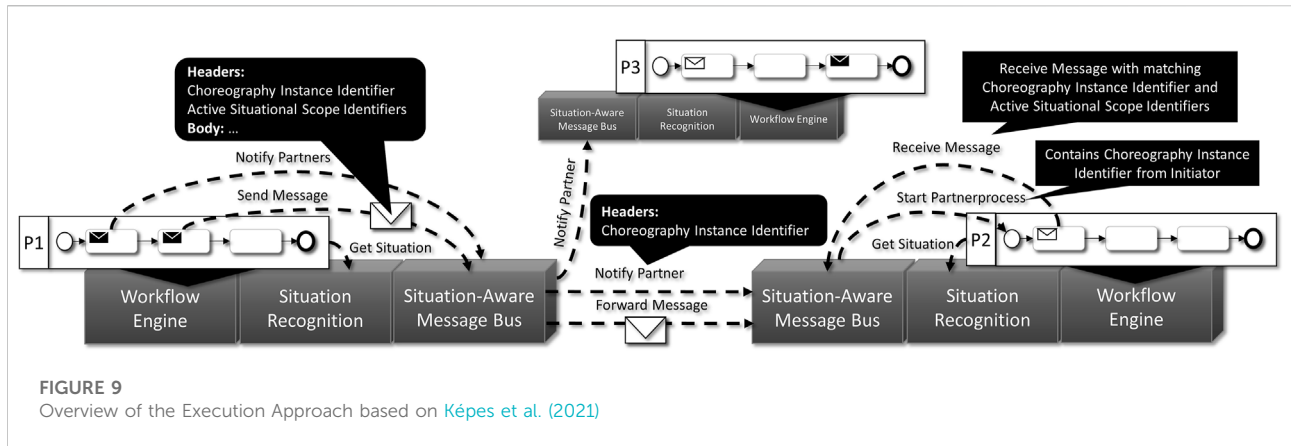 Headers:
Choreography Instance Identifier
Active Situational Scope Identifiers
Body: ...
P3
Situation-Aware
Message Bus
Situation
Recognition
Workflow Engine
Receive Message with matching
Choreography Instance Identifier and
Active Situational Scope Identifiers
Notify Partners
Send Message
Notify Partner
Receive Message
Contains Choreography Instance
Identifier from Initiator
Start Partnerprocess
Headers:
Choreography Instance Identifier
P1
Get Situation
Get Situation
P2
Notify Partner
Forward Message
Workflow
Engine
Situation
Recognition
Situation-Aware
Message Bus
Situation-Aware
Message Bus
Situation
Recognition
Workflow
Engine
FIGURE 9
Overview of the Execution Approach based on Képes et al. (2021)